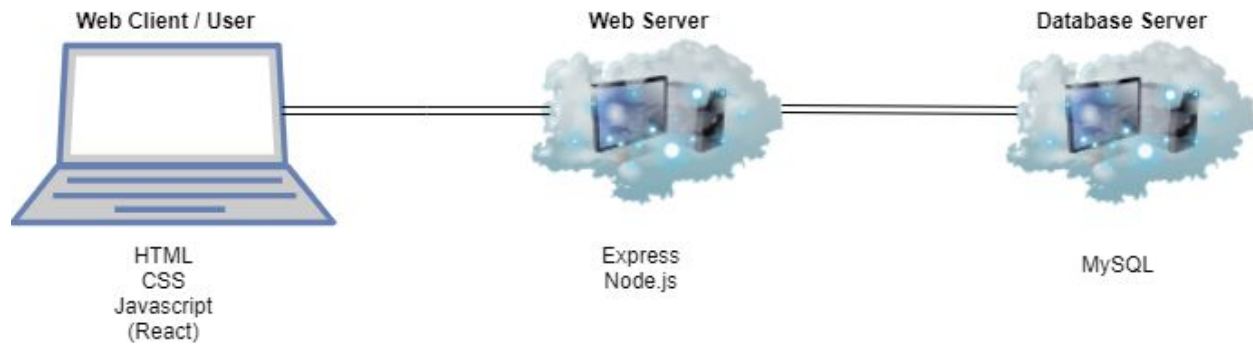 Web Client / User
Web Server
Database Server
HTML
CSS
Javascript
(React)
Express
Node.js
MySQL